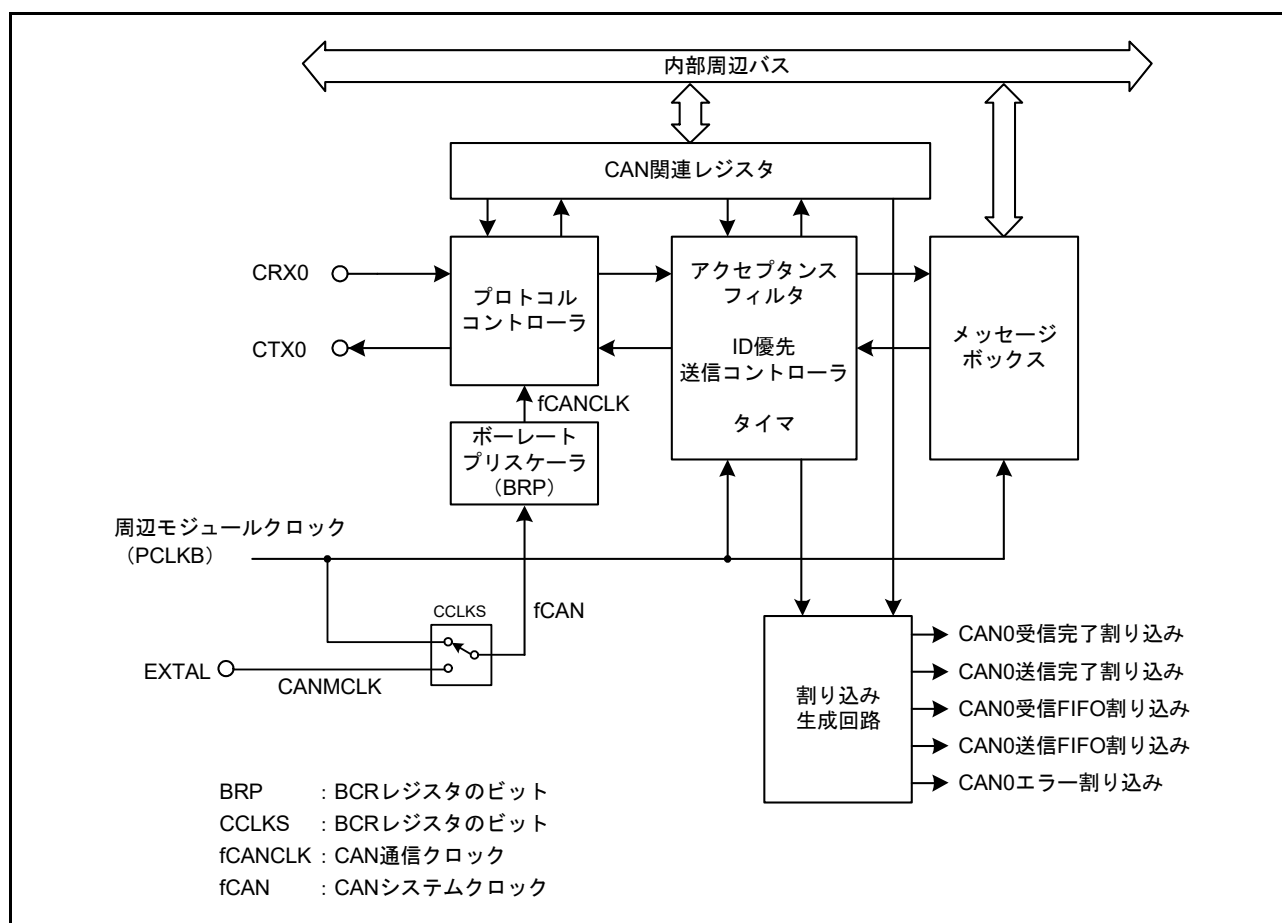 内部周辺バス
CAN関連レジスタ
CRX0
CTX0
プロトコル
コントローラ
アクセプタンス
フィルタ
ID優先
送信コントローラ
タイマ
メッセージ
ボックス
fCANCLK
ボーレート
プリスケーラ
（BRP）
周辺モジュールクロック
（PCLKB）
CCLKS
fCAN
EXTAL
CANMCLK
割り込み
生成回路
CAN0受信完了割り込み
CAN0送信完了割り込み
CAN0受信FIFO割り込み
CAN0送信FIFO割り込み
CAN0エラー割り込み
BRP ：BCRレジスタのビット
CCLKS ：BCRレジスタのビット
fCANCLK：CAN通信クロック
fCAN ：CANシステムクロック